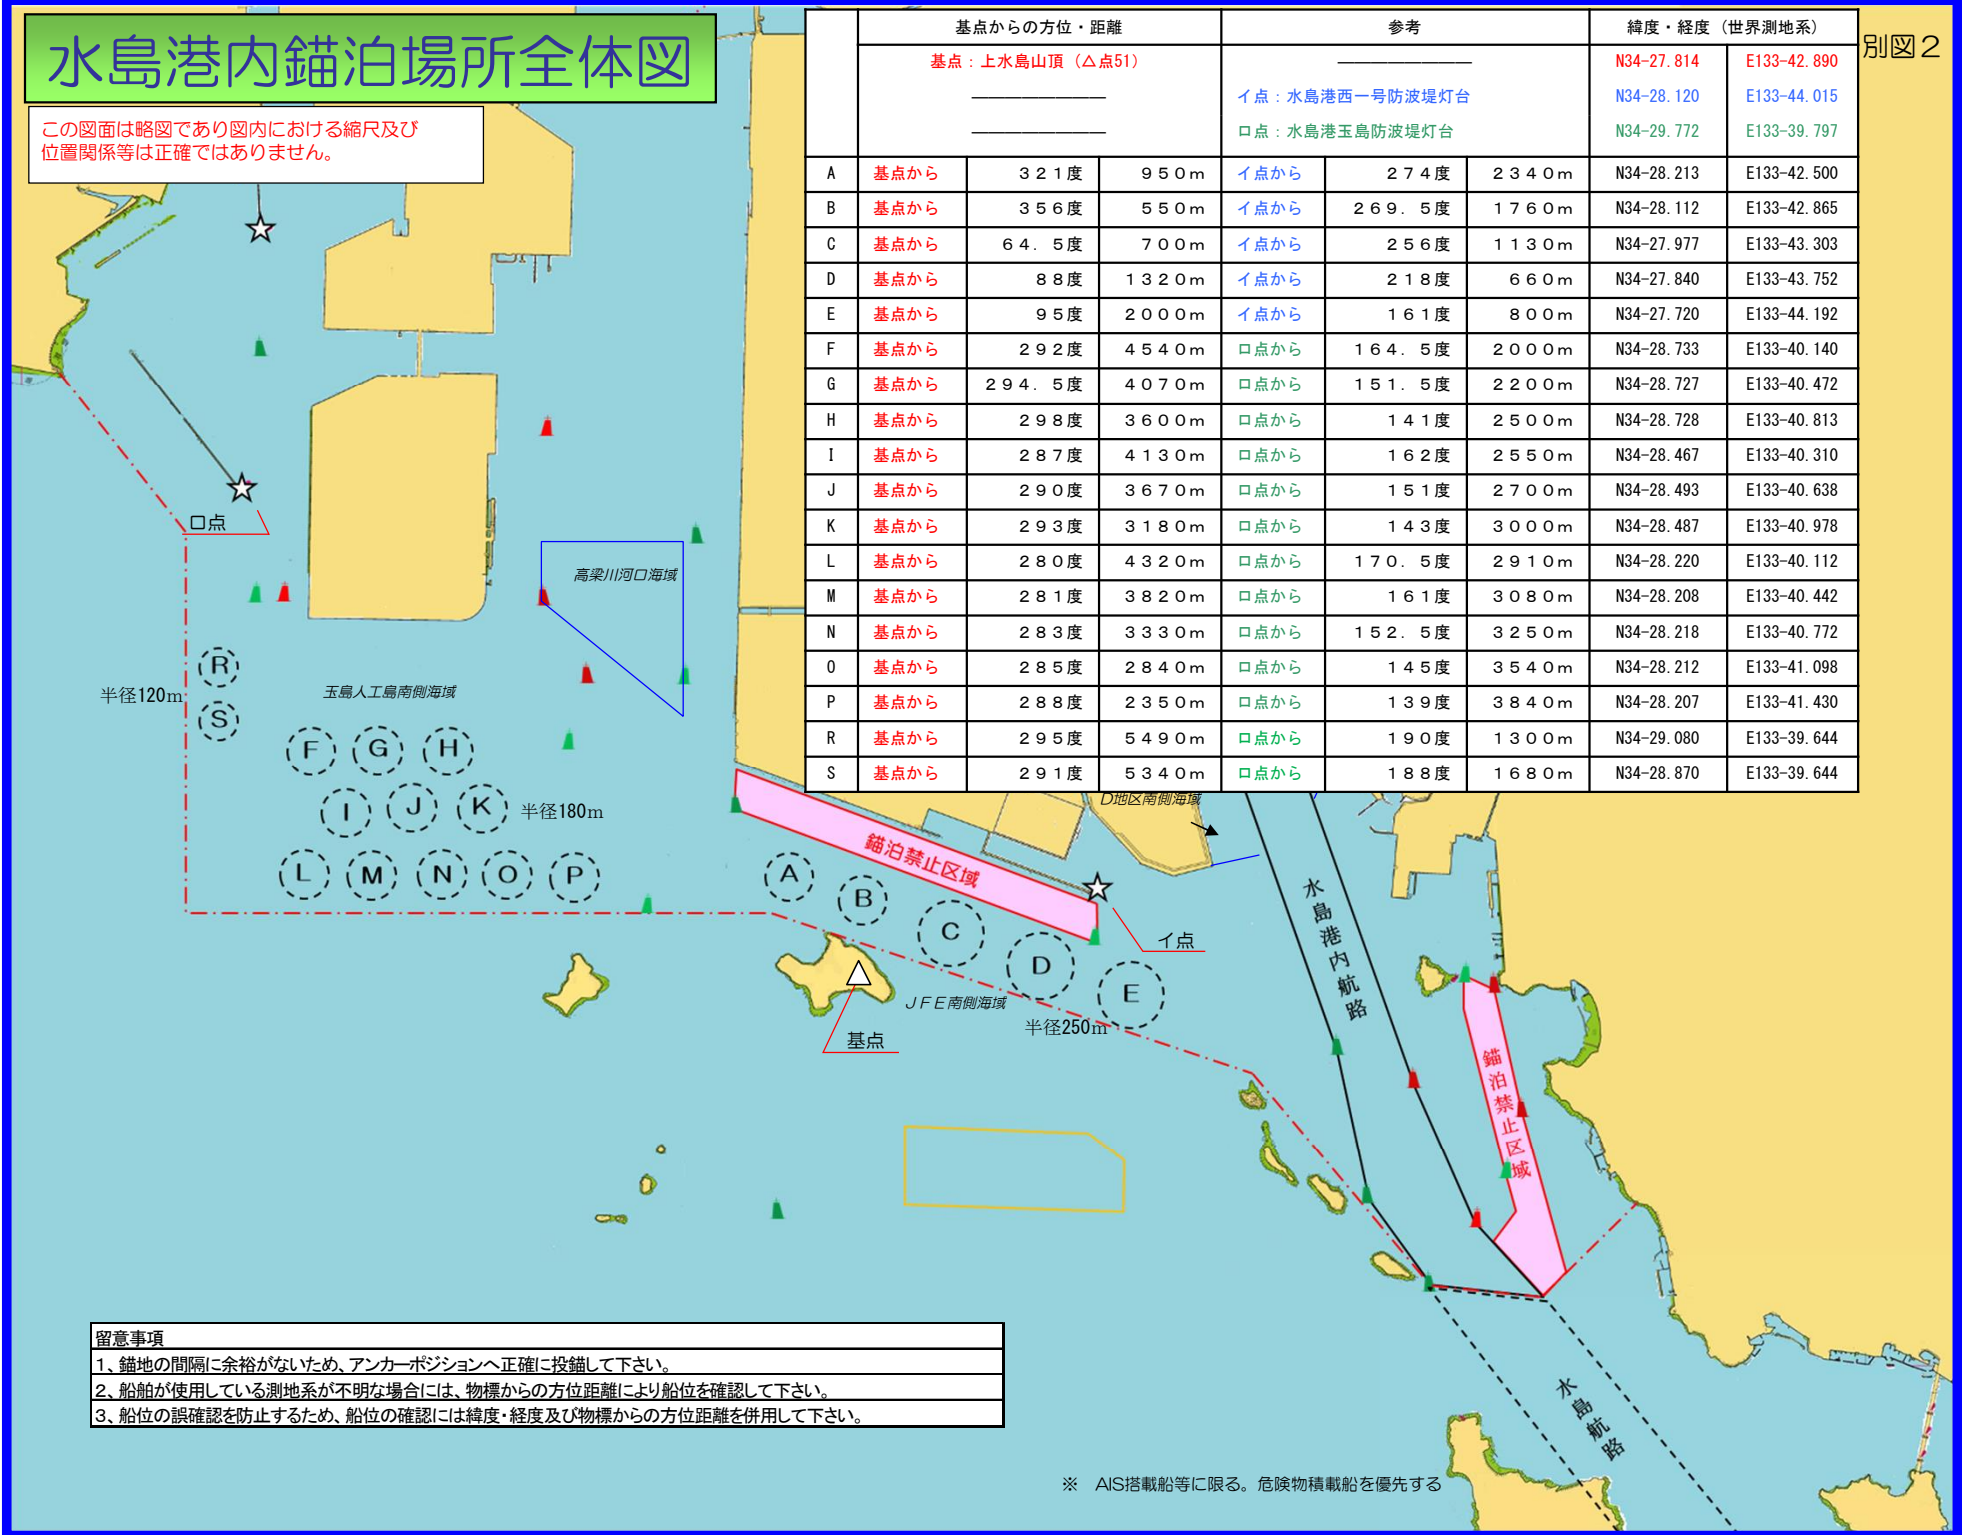 水島港内錨泊場所全体図
別図2
この図面は略図であり図内における縮尺及び
位置関係等は正確ではありません。
基点からの方位・距離 参考 緯度・経度（世界測地系）
基点：上水島山頂（△点51） ―――――――― N34-28.814 E133-42.890
―――――――― イ点：水島港西一号防波堤灯台 N34-28.120 E133-44.015
―――――――― ロ点：水島港玉島防波堤灯台 N34-29.772 E133-39.797
A 基点から 321度 950m イ点から 274度 2340m N34-28.213 E133-42.500
B 基点から 356度 550m イ点から 269．5度 1760m N34-28.112 E133-42.865
C 基点から 64．5度 700m イ点から 256度 1130m N34-27.977 E133-43.303
D 基点から 88度 1320m イ点から 218度 660m N34-27.840 E133-43.752
E 基点から 95度 2000m イ点から 161度 800m N34-27.720 E133-44.192
F 基点から 292度 4540m ロ点から 164．5度 2000m N34-28.733 E133-40.140
G 基点から 294．5度 4070m ロ点から 151．5度 2200m N34-28.727 E133-40.472
H 基点から 298度 3600m ロ点から 141度 2500m N34-28.728 E133-40.813
I 基点から 287度 4130m ロ点から 162度 2550m N34-28.467 E133-40.310
J 基点から 290度 3670m ロ点から 151度 2700m N34-28.493 E133-40.638
K 基点から 293度 3180m ロ点から 143度 3000m N34-28.487 E133-40.978
L 基点から 280度 4320m ロ点から 170．5度 2910m N34-28.220 E133-40.112
M 基点から 281度 3820m ロ点から 161度 3080m N34-28.208 E133-40.442
N 基点から 283度 3330m ロ点から 152．5度 3250m N34-28.218 E133-40.772
O 基点から 285度 2840m ロ点から 145度 3540m N34-28.212 E133-41.098
P 基点から 288度 2350m ロ点から 139度 3840m N34-28.207 E133-41.430
R 基点から 295度 5490m ロ点から 190度 1300m N34-29.080 E133-39.644
S 基点から 291度 5340m ロ点から 188度 1680m N34-28.870 E133-39.644
ロ点
高梁川河口海域
R
半径120m
玉島人工島南側海域
S
F G H
I J K 半径180m
L M N O P
D地区南側海域
錨泊禁止区域
A
B
C
D
E
イ点
基点
JFE南側海域
半径250m
水島港内航路
錨泊禁止区域
水島航路
留意事項
1、錨地の間隔に余裕がないため、アンカーポジションへ正確に投錨して下さい。
2、船舶が使用している測地系が不明な場合には、物標からの方位距離により船位を確認して下さい。
3、船位の誤確認を防止するため、船位の確認には緯度・経度及び物標からの方位距離を併用して下さい。
※ AIS搭載船等に限る。危険物積載船を優先する